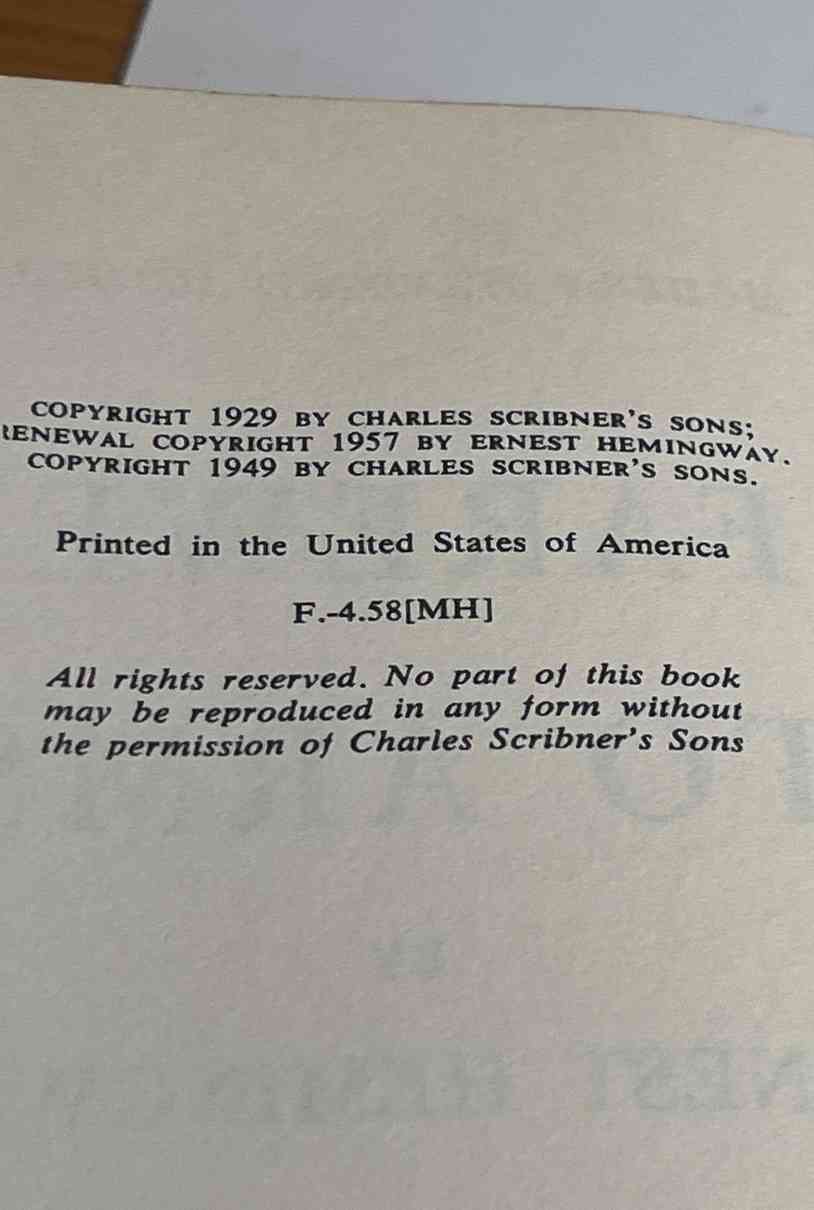 COPYRIGHT 1929 BY CHARLES SCRIBNER'S SONS;
RENEWAL COPYRIGHT 1957 BY ERNEST HEMINGWAY.
COPYRIGHT 1949 BY CHARLES SCRIBNER'S SONS.
Printed in the United States of America
F.-4.58[MH]
All rights reserved. No part of this book
may be reproduced in any form without
the permission of Charles Scribner's Sons